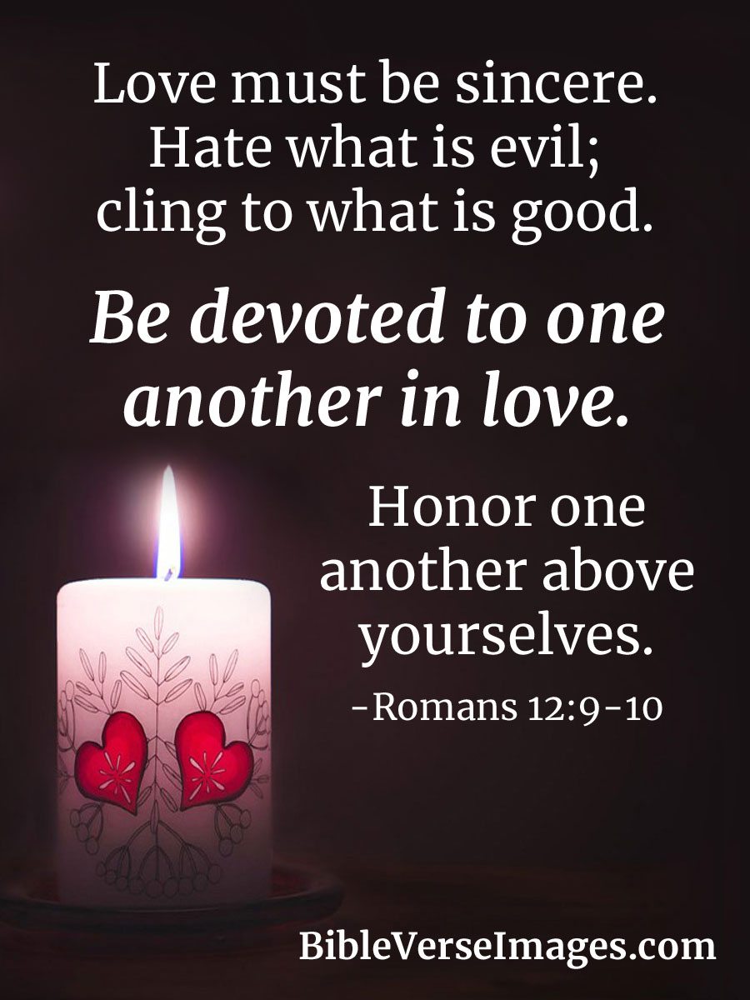 Love must be sincere.
Hate what is evil;
cling to what is good.
Be devoted to one
another in love.
Honor one
another above
yourselves.
-Romans 12:9-10
BibleVerseImages.com